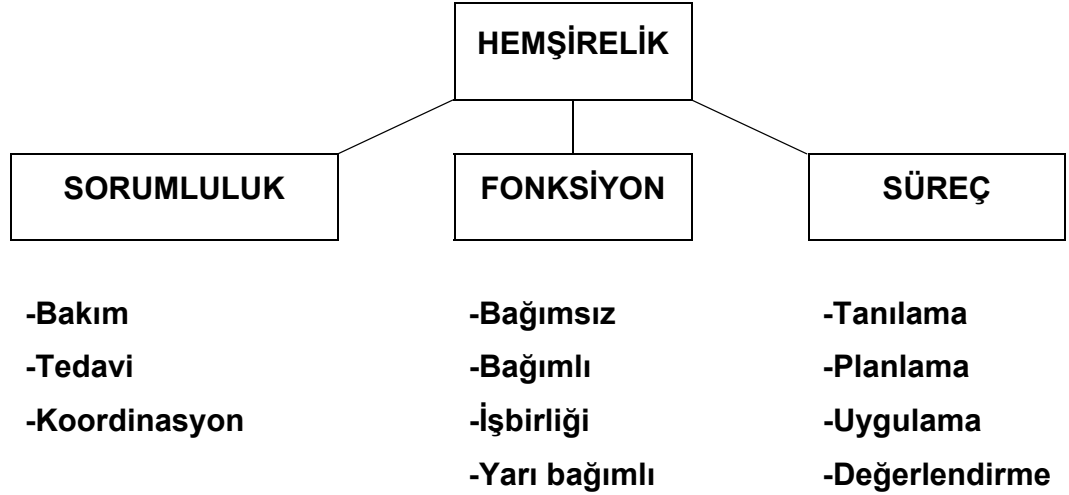 HEMŞİRELİK
SORUMLULUK
FONKSİYON
SÜREÇ
-Bakım
-Tedavi
-Koordinasyon
-Bağımsız
-Bağımlı
-İşbirliği
-Yarı bağımlı
-Tanılama
-Planlama
-Uygulama
-Değerlendirme